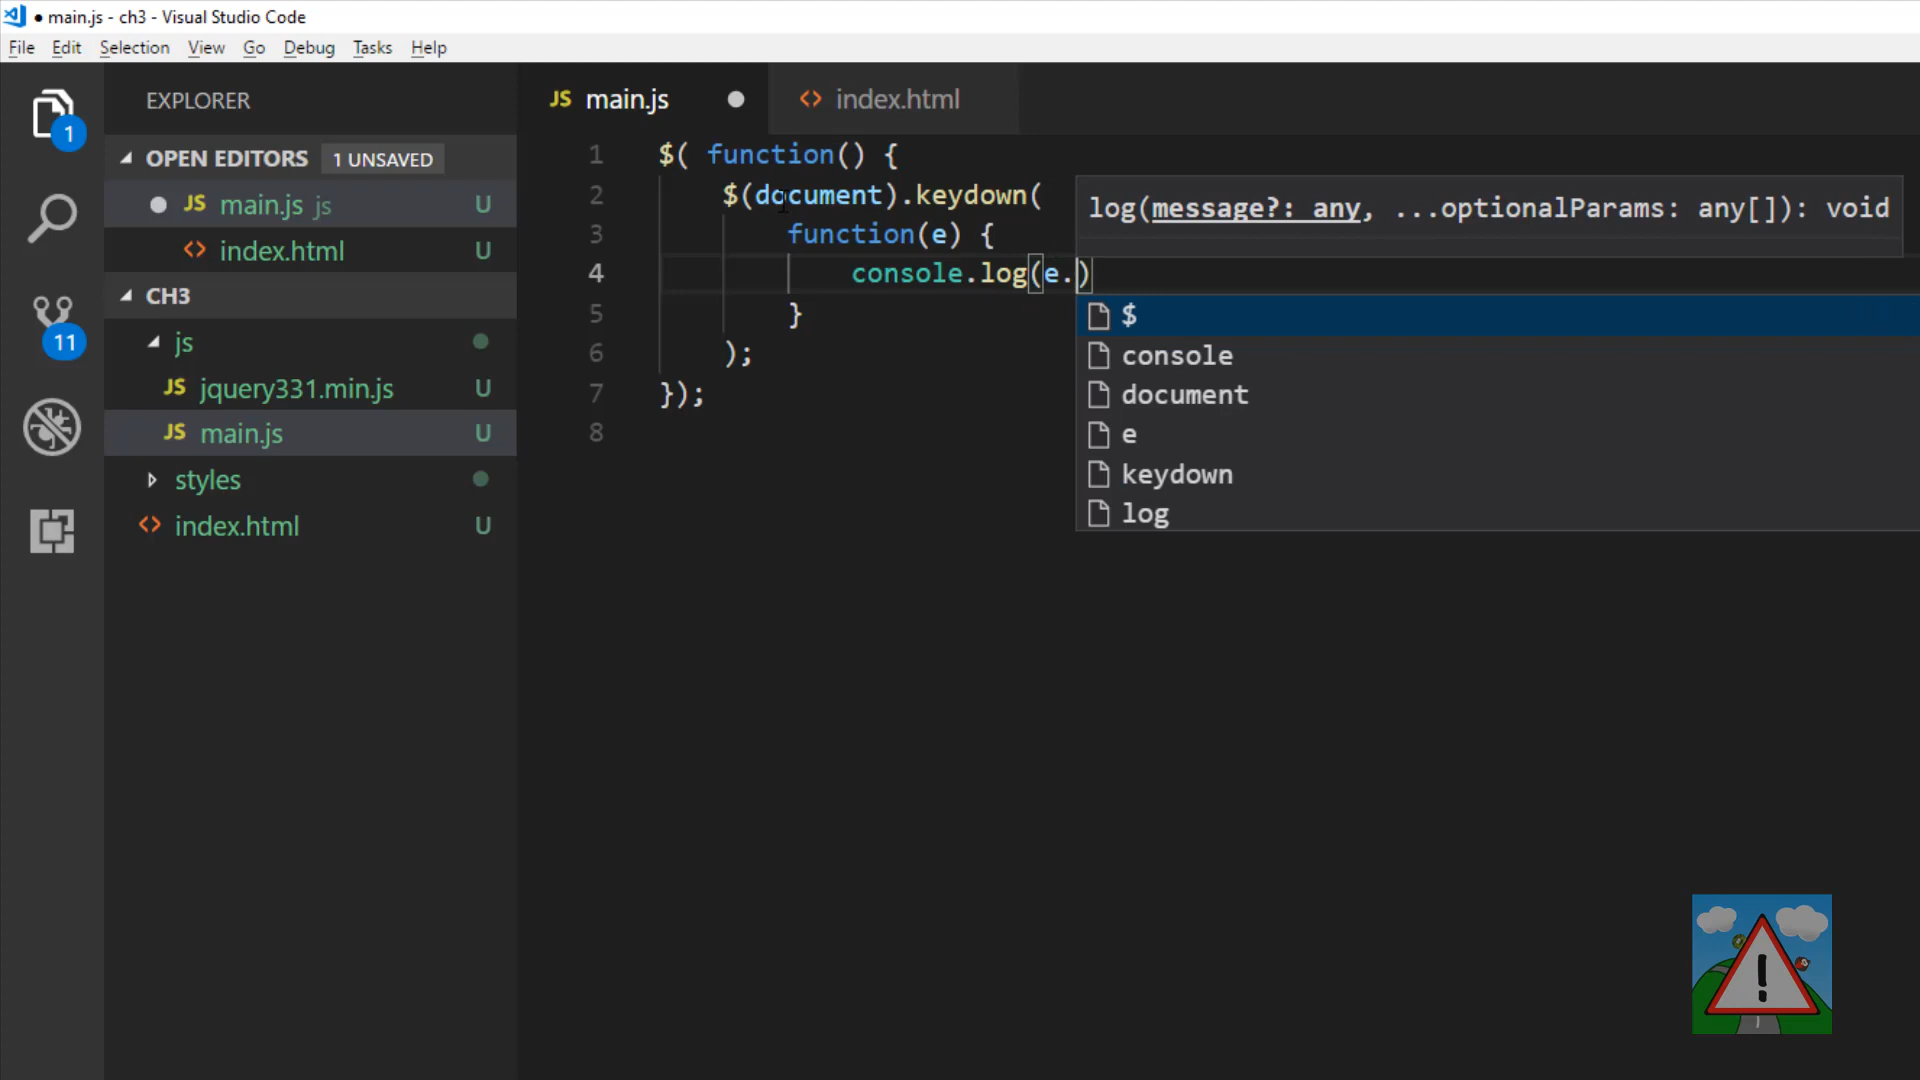 ● main.js - ch3 - Visual Studio Code
File Edit Selection View Go Debug Tasks Help
EXPLORER
1
OPEN EDITORS 1 UNSAVED
● JS main.js js U
<> index.html U
CH3
11
js
JS jquery331.min.js U
JS main.js U
styles
<> index.html U
JS main.js ●
<> index.html
1 $( function() {
2 $(document).keydown(
3 function(e) {
4 console.log(e.)
5 }
6 );
7 });
8
log(message?: any, ...optionalParams: any[]): void
$
console
document
e
keydown
log
!